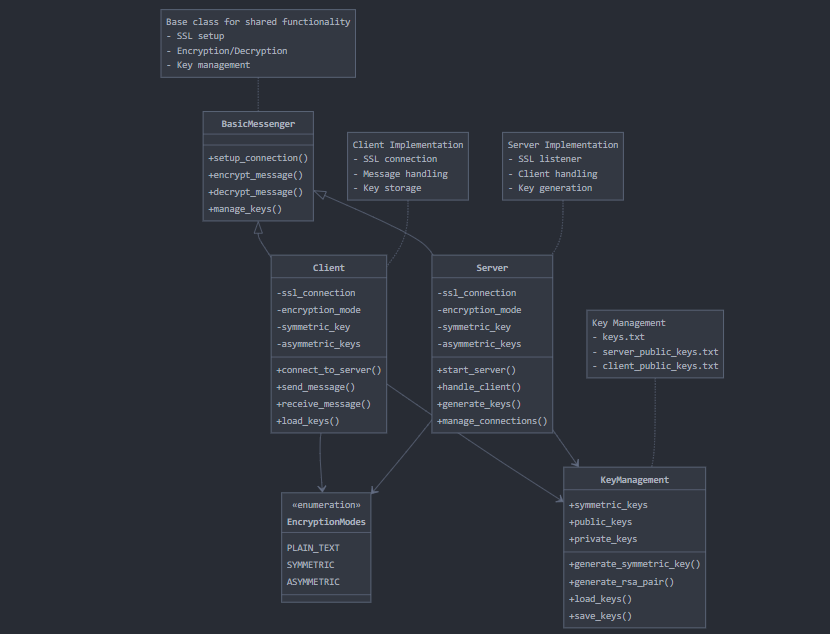 Base class for shared functionality
- SSL setup
- Encryption/Decryption
- Key management
BasicMessenger
+setup_connection()
+encrypt_message()
+decrypt_message()
+manage_keys()
Client Implementation
- SSL connection
- Message handling
- Key storage
Server Implementation
- SSL listener
- Client handling
- Key generation
Client
-ssl_connection
-encryption_mode
-symmetric_key
-asymmetric_keys
+connect_to_server()
+send_message()
+receive_message()
+load_keys()
Server
-ssl_connection
-encryption_mode
-symmetric_key
-asymmetric_keys
+start_server()
+handle_client()
+generate_keys()
+manage_connections()
Key Management
- keys.txt
- server_public_keys.txt
- client_public_keys.txt
«enumeration»
EncryptionModes
PLAIN_TEXT
SYMMETRIC
ASYMMETRIC
KeyManagement
+symmetric_keys
+public_keys
+private_keys
+generate_symmetric_key()
+generate_rsa_pair()
+load_keys()
+save_keys()